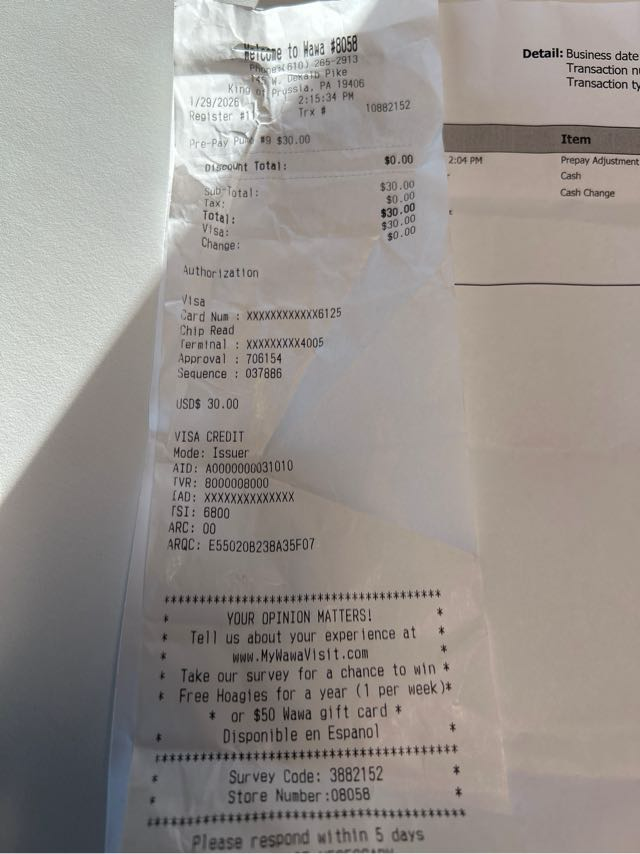 Welcome to Wawa #8058
Phone:(610) 265-2913
W. DeKalb Pike
King of Prussia, PA 19406
1/29/2026 2:15:34 PM
Register #11 Trx # 10882152
Pre-Pay Pump #9 $30.00
Discount Total: $0.00
Sub-Total: $30.00
Tax: $0.00
Total: $30.00
Visa: $30.00
Change: $0.00
Authorization
Visa
Card Num : XXXXXXXXXXXX6125
Chip Read
Terminal : XXXXXXXXX4005
Approval : 706154
Sequence : 037886
USD$ 30.00
VISA CREDIT
Mode: Issuer
AID: A0000000031010
TVR: 8000008000
IAD: XXXXXXXXXXXXXX
TSI: 6800
ARC: 00
ARQC: E55020B238A35F07
****************************************
* YOUR OPINION MATTERS! *
* Tell us about your experience at *
* www.MyWawaVisit.com *
* Take our survey for a chance to win *
* Free Hoagies for a year (1 per week)*
* or $50 Wawa gift card *
* Disponible en Espanol *
****************************************
* Survey Code: 3882152 *
* Store Number:08058 *
****************************************
Please respond within 5 days
Detail: Business date
Transaction
Transaction
Item
2:04 PM Prepay Adjustment
Cash
Cash Change